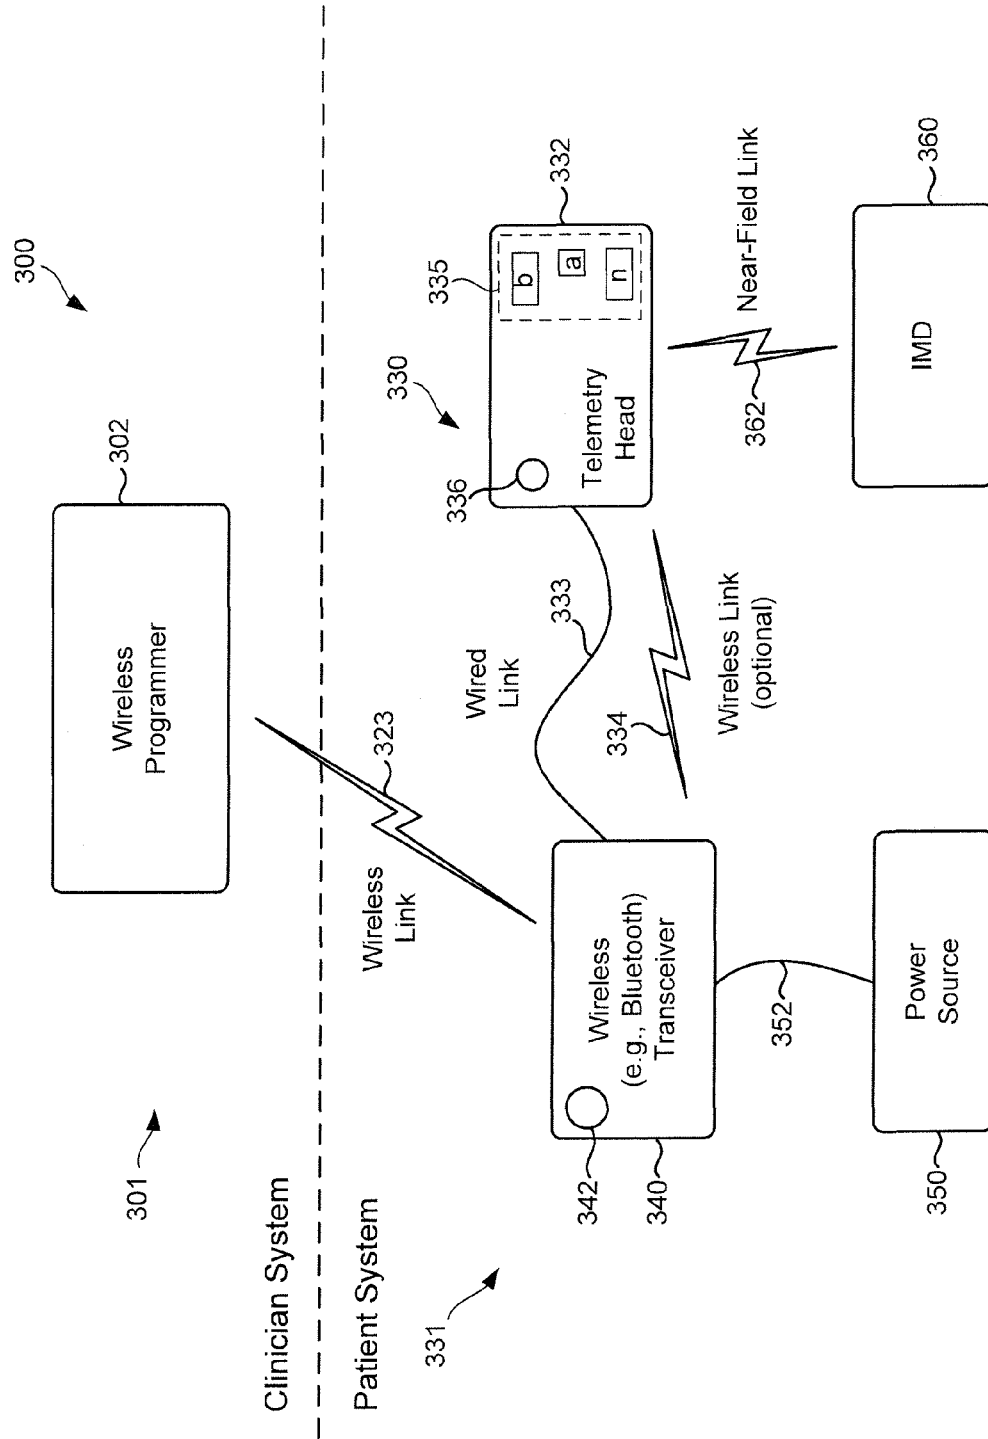 300
301
302
Wireless
Programmer
Clinician System
Patient System
331
323
Wireless
Link
330
332
335
336
b
a
n
Telemetry
Head
333
Wired
Link
334
Wireless Link
(optional)
342
340
Wireless
(e.g., Bluetooth)
Transceiver
362
Near-Field Link
352
350
Power
Source
360
IMD